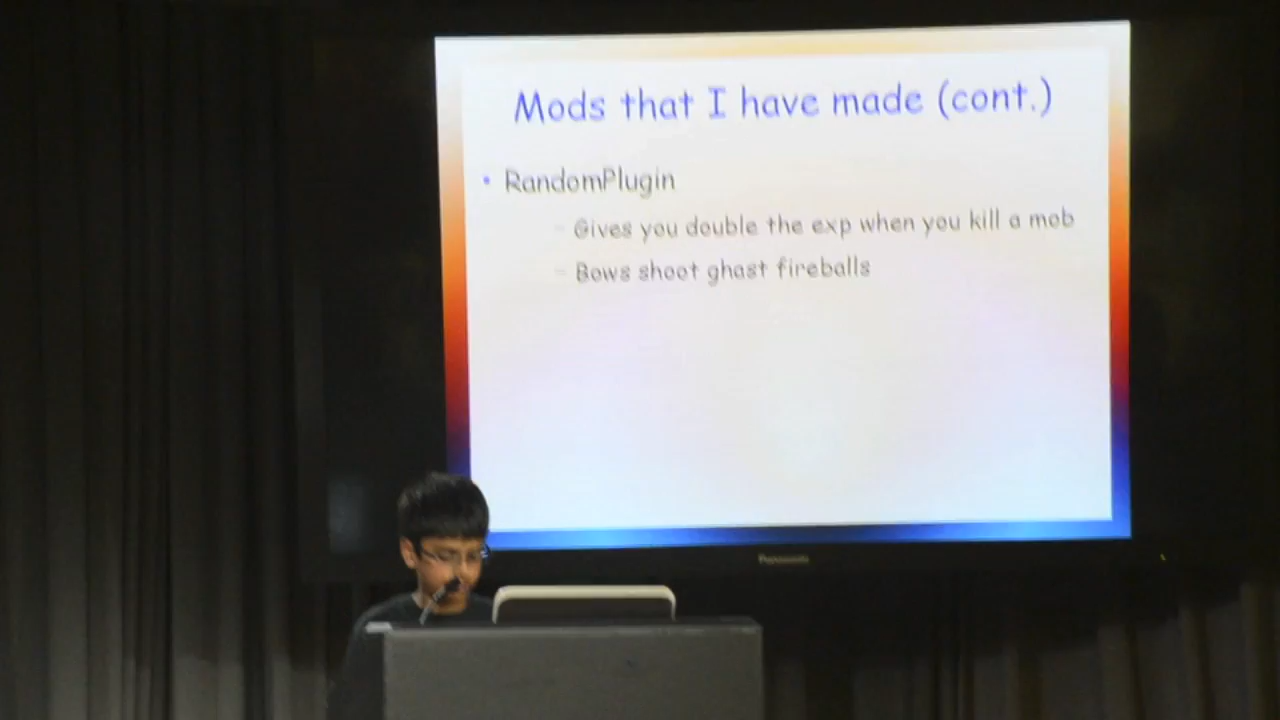 Mods that I have made (cont.)
• RandomPlugin
– Gives you double the exp when you kill a mob
– Bows shoot ghast fireballs
Panasonic